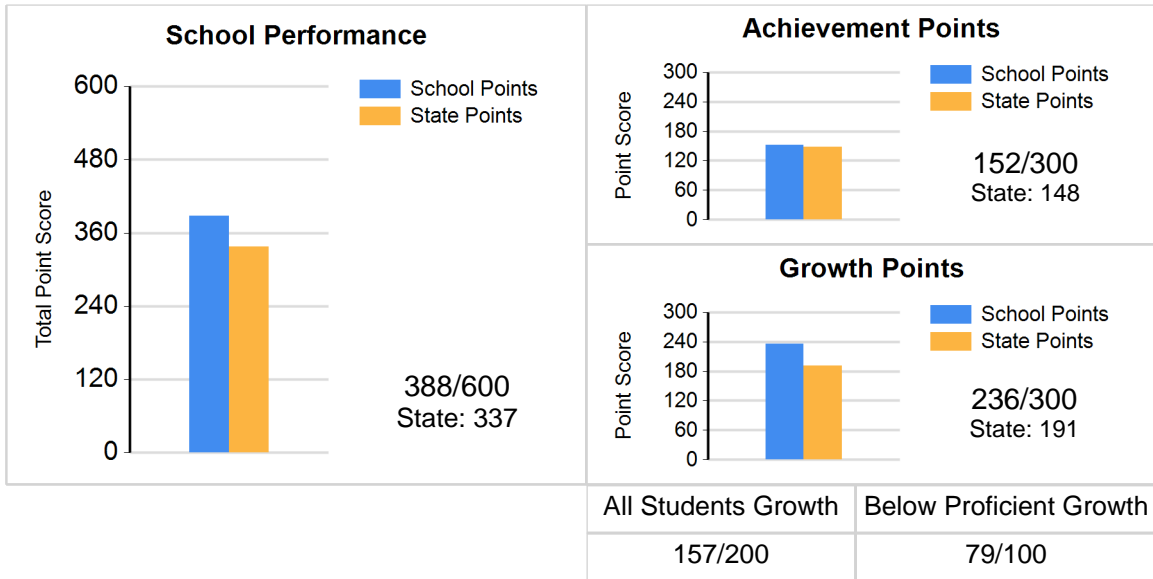 School Performance
Total Point Score
600
480
360
240
120
0
School Points
State Points
388/600
State: 337
Achievement Points
Point Score
300
240
180
120
60
0
School Points
State Points
152/300
State: 148
Growth Points
Point Score
300
240
180
120
60
0
School Points
State Points
236/300
State: 191
All Students Growth
Below Proficient Growth
157/200
79/100